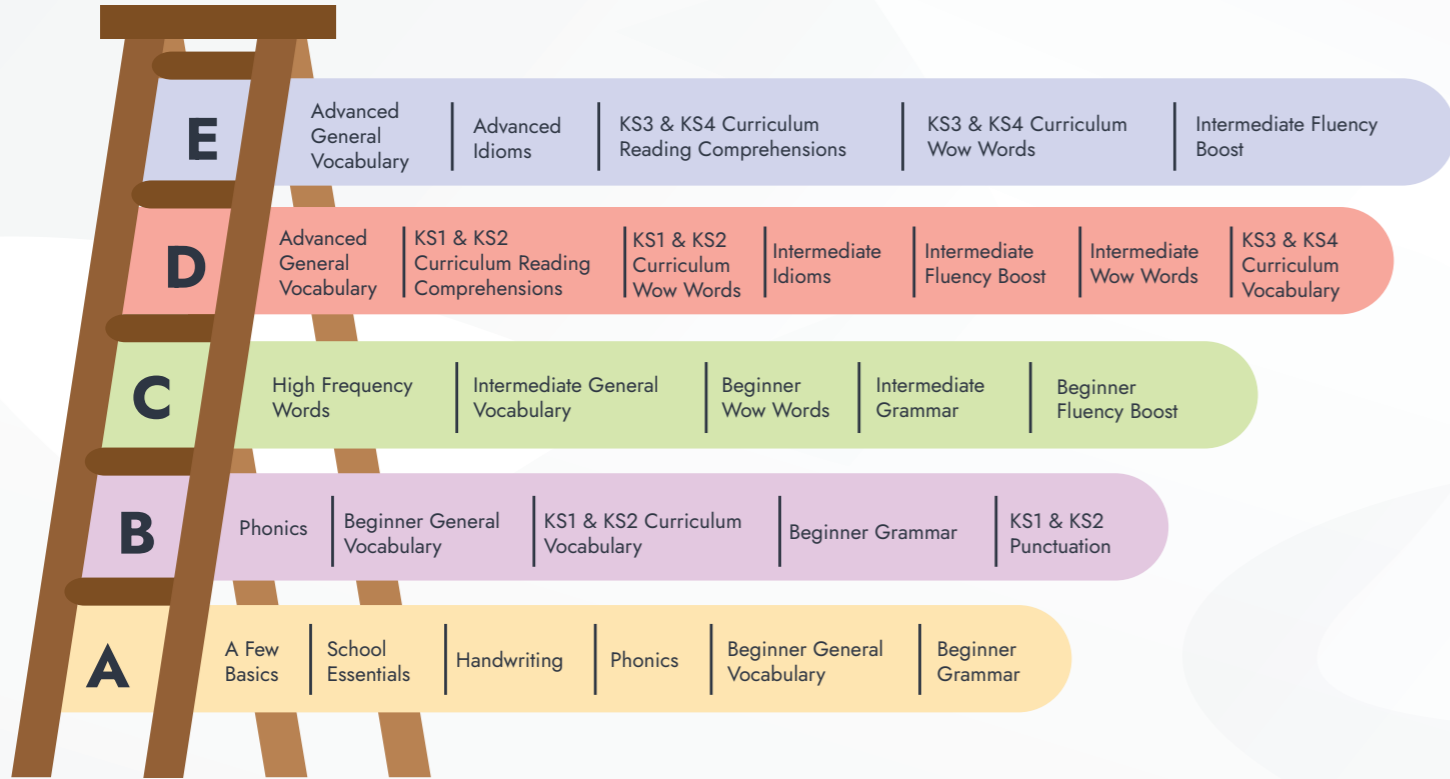 E
Advanced
General
Vocabulary
Advanced
Idioms
KS3 & KS4 Curriculum
Reading Comprehensions
KS3 & KS4 Curriculum
Wow Words
Intermediate Fluency
Boost
D
Advanced
General
Vocabulary
KS1 & KS2
Curriculum Reading
Comprehensions
KS1 & KS2
Curriculum
Wow Words
Intermediate
Idioms
Intermediate
Fluency Boost
Intermediate
Wow Words
KS3 & KS4
Curriculum
Vocabulary
C
High Frequency
Words
Intermediate General
Vocabulary
Beginner
Wow Words
Intermediate
Grammar
Beginner
Fluency Boost
B
Phonics
Beginner General
Vocabulary
KS1 & KS2 Curriculum
Vocabulary
Beginner Grammar
KS1 & KS2
Punctuation
A
A Few
Basics
School
Essentials
Handwriting
Phonics
Beginner General
Vocabulary
Beginner
Grammar